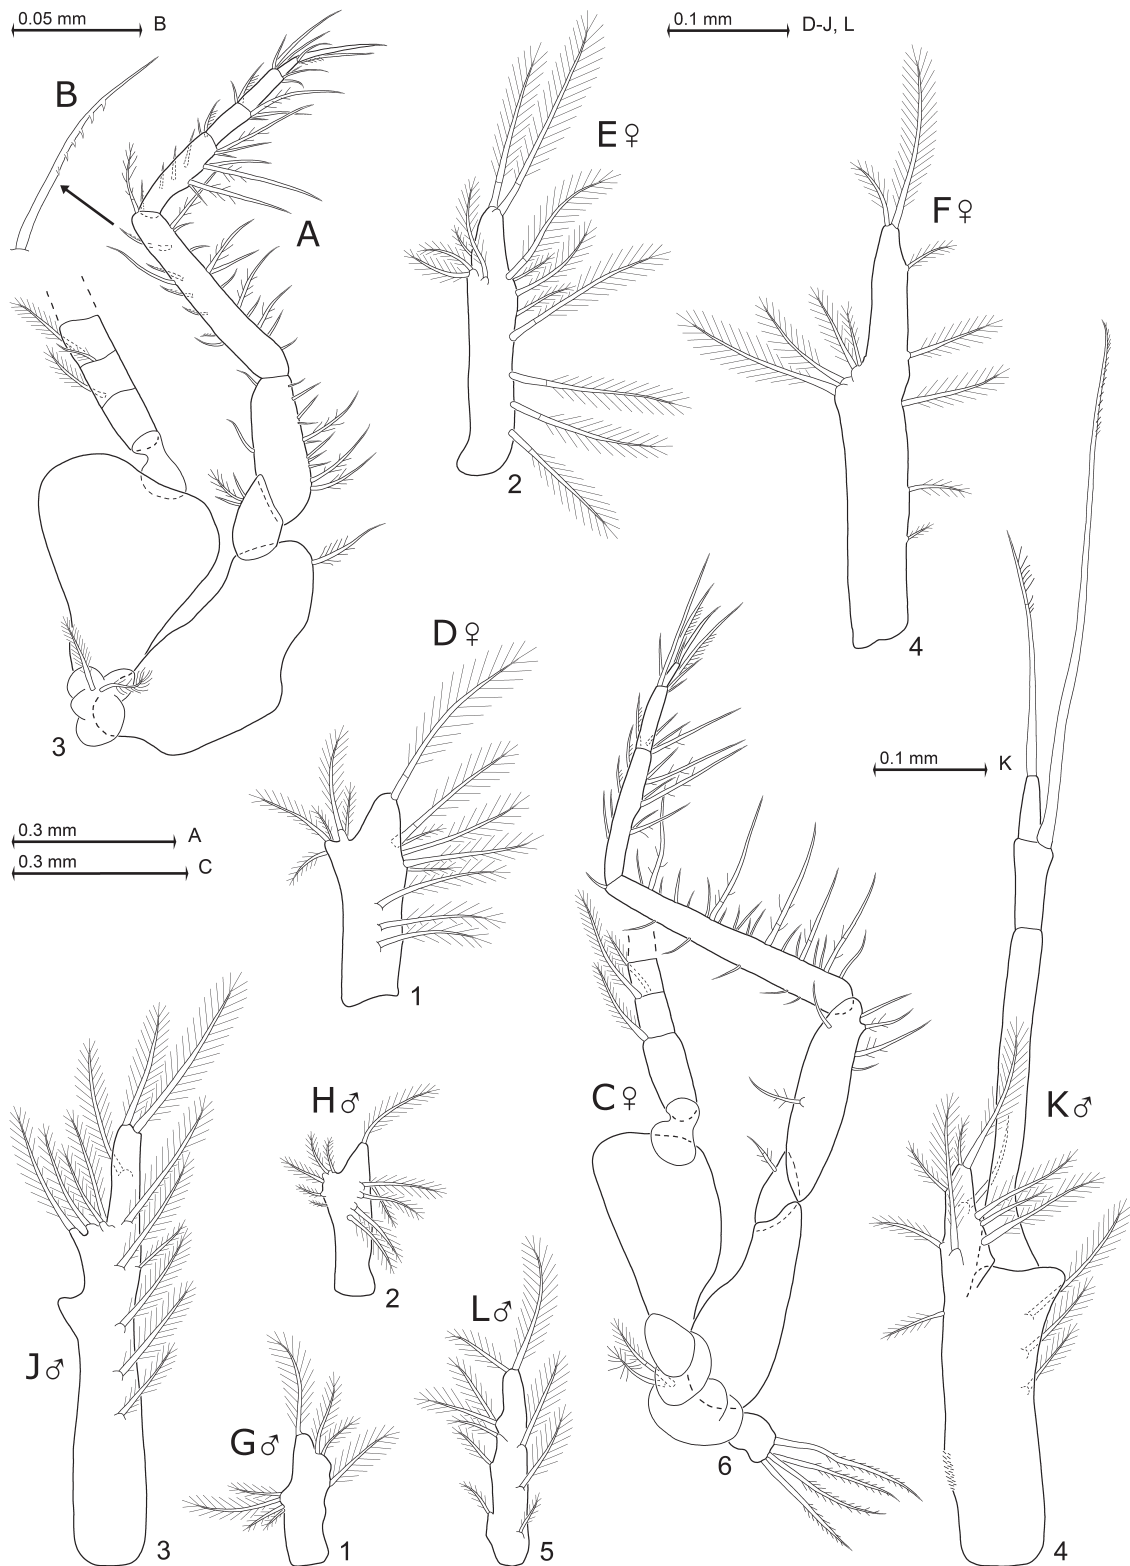 0.05 mm B
0.1 mm D-J, L
B
E♀
F♀
A
2
D♀
4
3
0.1 mm K
0.3 mm A
0.3 mm C
1
H♂
C♀
K♂
2
L♂
J♂
G♂
6
3
1
5
4